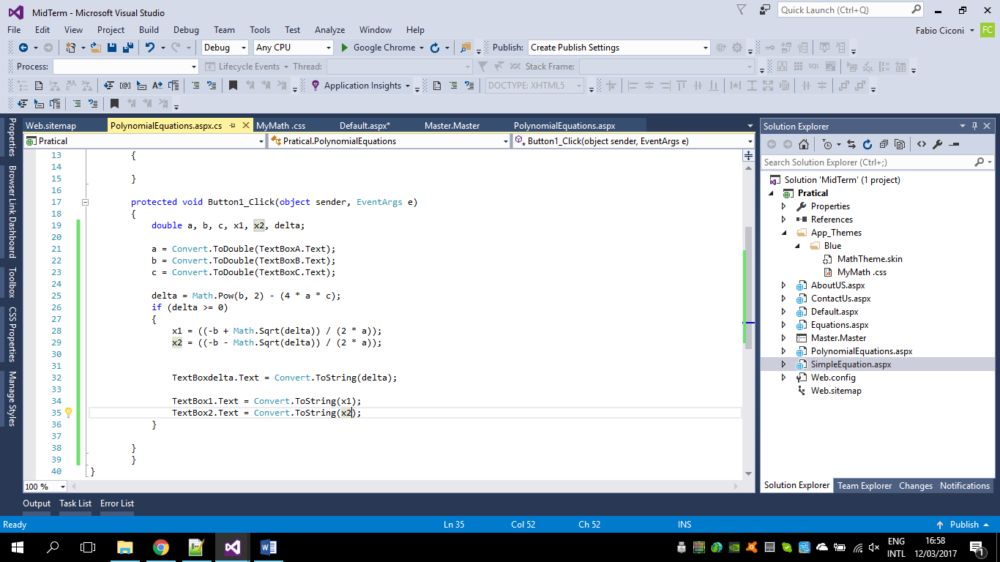 MidTerm - Microsoft Visual Studio
Quick Launch (Ctrl+Q)
File Edit View Project Build Debug Team Tools Test Analyze Window Help
Fabio Ciconi
FC
Debug Any CPU Google Chrome Publish: Create Publish Settings
Process: Lifecycle Events Thread: Stack Frame:
Application Insights DOCTYPE: XHTML5
Web.sitemap PolynomialEquations.aspx.cs MyMath .css Default.aspx* Master.Master PolynomialEquations.aspx
Pratical Pratical.PolynomialEquations Button1_Click(object sender, EventArgs e)
Properties
Browser Link Dashboard
Toolbox
CSS Properties
Manage Styles
13 {
14
15 }
16
17 protected void Button1_Click(object sender, EventArgs e)
18 {
19 double a, b, c, x1, x2, delta;
20
21 a = Convert.ToDouble(TextBoxA.Text);
22 b = Convert.ToDouble(TextBoxB.Text);
23 c = Convert.ToDouble(TextBoxC.Text);
24
25 delta = Math.Pow(b, 2) - (4 * a * c);
26 if (delta >= 0)
27 {
28 x1 = ((-b + Math.Sqrt(delta)) / (2 * a));
29 x2 = ((-b - Math.Sqrt(delta)) / (2 * a));
30
31
32 TextBoxdelta.Text = Convert.ToString(delta);
33
34 TextBox1.Text = Convert.ToString(x1);
35 TextBox2.Text = Convert.ToString(x2);
36 }
37
38 }
39 }
40 }
100 %
Solution Explorer
Search Solution Explorer (Ctrl+;)
Solution 'MidTerm' (1 project)
Pratical
Properties
References
App_Themes
Blue
MathTheme.skin
MyMath .css
AboutUS.aspx
ContactUs.aspx
Default.aspx
Equations.aspx
Master.Master
PolynomialEquations.aspx
SimpleEquation.aspx
Web.config
Web.sitemap
Solution Explorer Team Explorer Changes Notifications
Output Task List Error List
Ready Ln 35 Col 52 Ch 52 INS Publish
ENG 16:58
INTL 12/03/2017
1